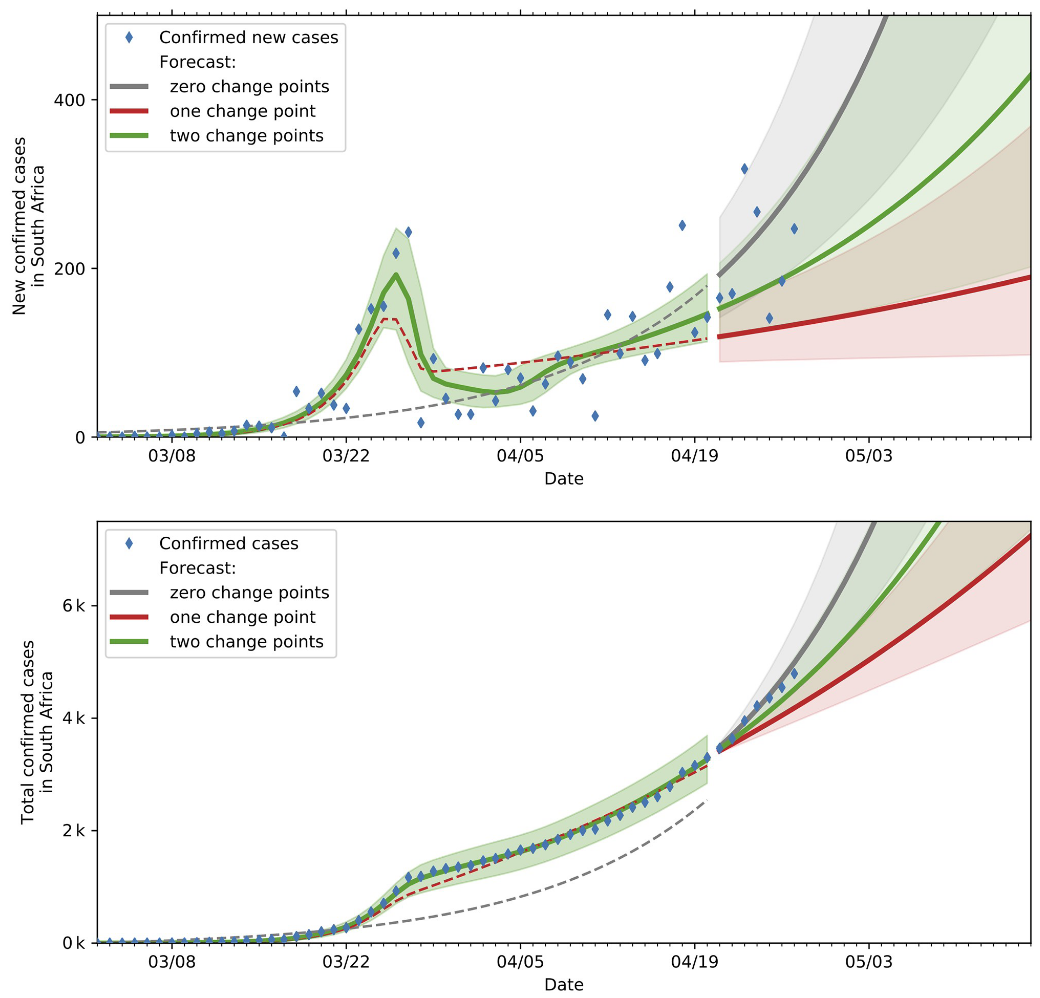 Confirmed new cases
Forecast:
zero change points
one change point
two change points
New confirmed cases
in South Africa
400
200
0
03/08
03/22
04/05
04/19
05/03
Date
Confirmed cases
Forecast:
zero change points
one change point
two change points
Total confirmed cases
in South Africa
6 k
4 k
2 k
0 k
03/08
03/22
04/05
04/19
05/03
Date